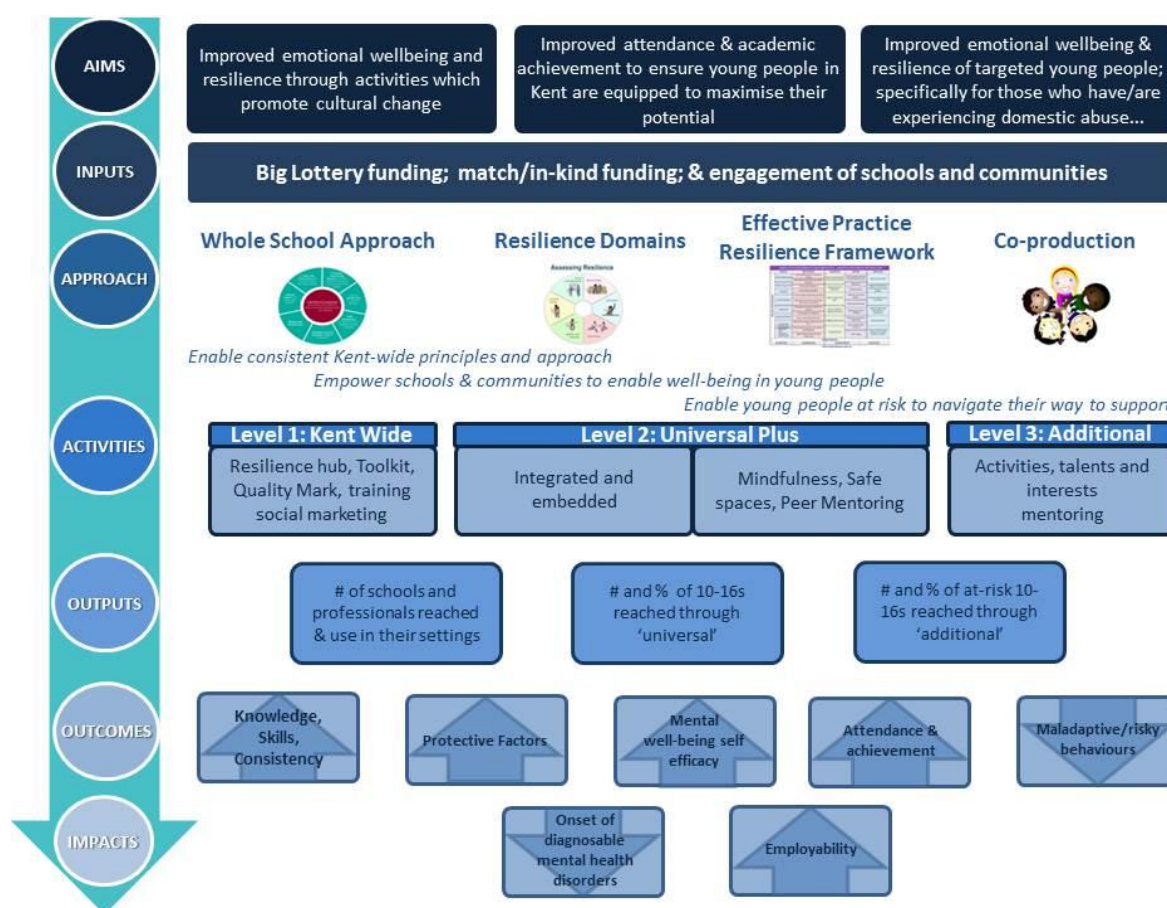 AIMS
Improved emotional wellbeing and
resilience through activities which
promote cultural change
Improved attendance & academic
achievement to ensure young people in
Kent are equipped to maximise their
potential
Improved emotional wellbeing &
resilience of targeted young people;
specifically for those who have/are
experiencing domestic abuse...
INPUTS
Big Lottery funding; match/in-kind funding; & engagement of schools and communities
APPROACH
Whole School Approach
Resilience Domains
Effective Practice
Resilience Framework
Co-production
Assessing Resilience
Enable consistent Kent-wide principles and approach
Empower schools & communities to enable well-being in young people
Enable young people at risk to navigate their way to support
ACTIVITIES
Level 1: Kent Wide
Resilience hub, Toolkit,
Quality Mark, training
social marketing
Level 2: Universal Plus
Integrated and
embedded
Mindfulness, Safe
spaces, Peer Mentoring
Level 3: Additional
Activities, talents and
interests
mentoring
OUTPUTS
# of schools and
professionals reached
& use in their settings
# and % of 10-16s
reached through
‘universal’
# and % of at-risk 10-
16s reached through
‘additional’
OUTCOMES
Knowledge,
Skills,
Consistency
Protective Factors
Mental
well-being self
efficacy
Attendance &
achievement
Maladaptive/risky
behaviours
IMPACTS
Onset of
diagnosable
mental health
disorders
Employability